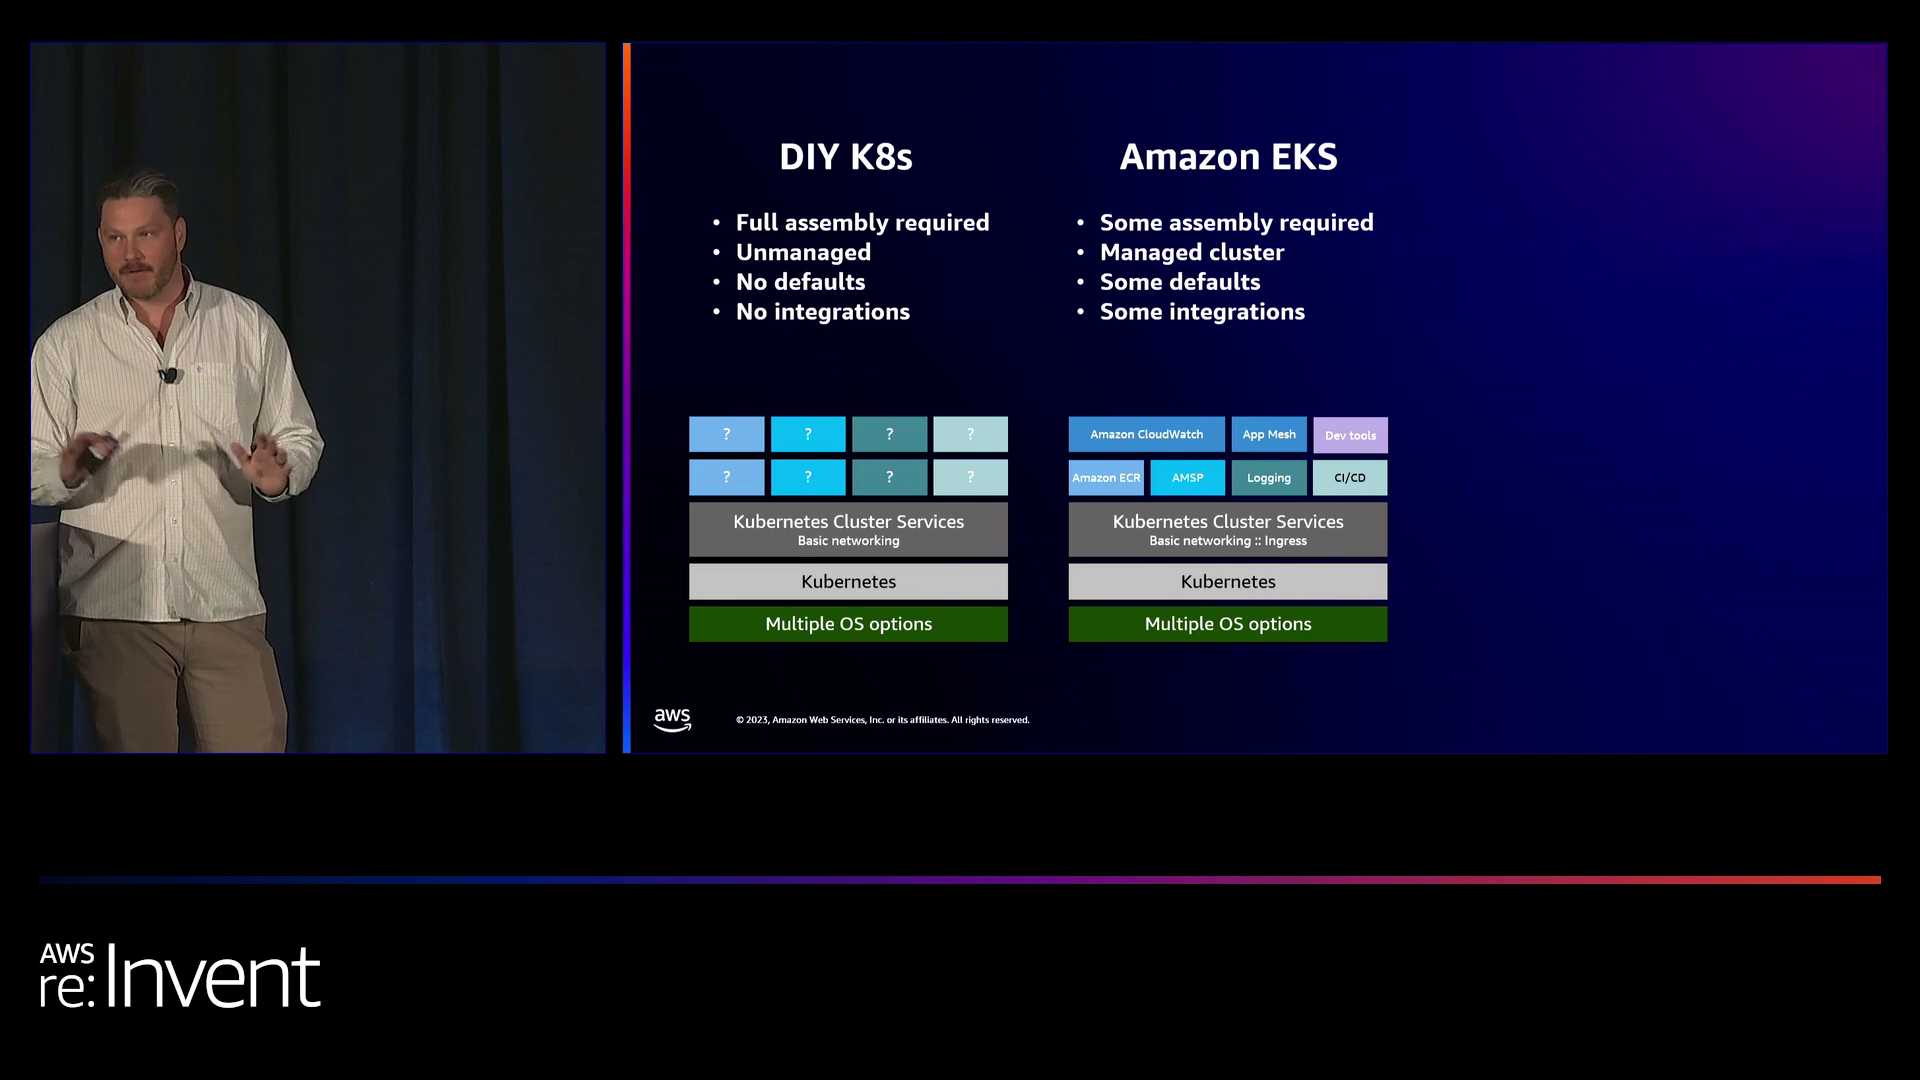 DIY K8s
• Full assembly required
• Unmanaged
• No defaults
• No integrations
? ? ? ?
? ? ? ?
Kubernetes Cluster Services
Basic networking
Kubernetes
Multiple OS options
Amazon EKS
• Some assembly required
• Managed cluster
• Some defaults
• Some integrations
Amazon CloudWatch App Mesh Dev tools
Amazon ECR AMSP Logging CI/CD
Kubernetes Cluster Services
Basic networking :: Ingress
Kubernetes
Multiple OS options
aws
© 2023, Amazon Web Services, Inc. or its affiliates. All rights reserved.
AWS
re:Invent